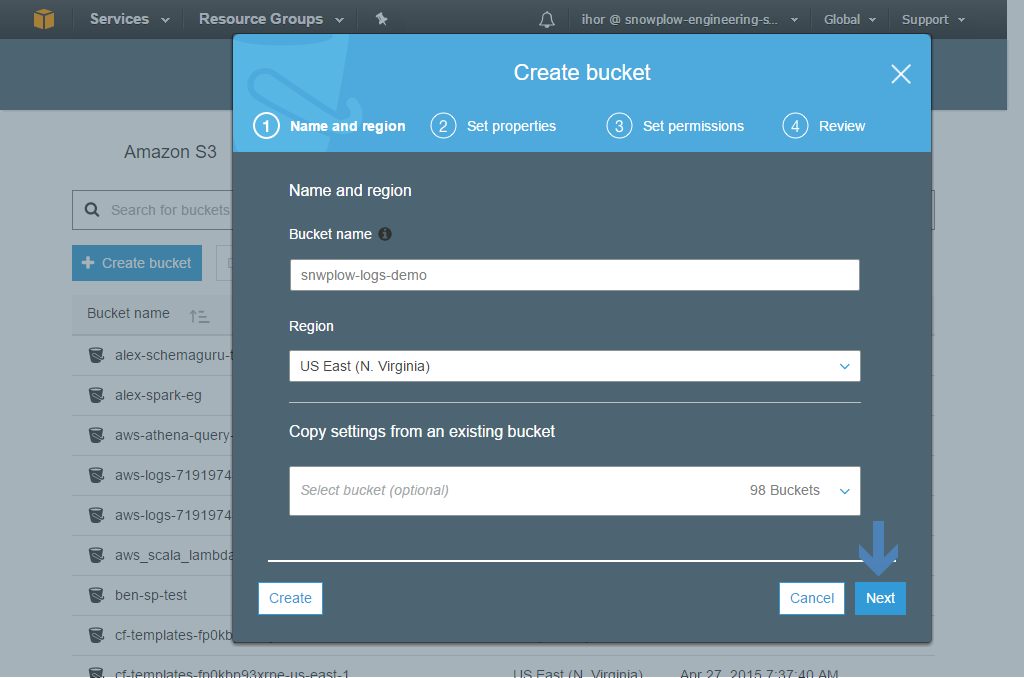 Services Resource Groups ihor @ snowplow-engineering-s... Global Support
Create bucket
1 Name and region 2 Set properties 3 Set permissions 4 Review
Amazon S3
Name and region
Search for buckets
Bucket name
Create bucket
snwplow-logs-demo
Bucket name
Region
alex-schemaguru-t
US East (N. Virginia)
alex-spark-eg
aws-athena-query-
Copy settings from an existing bucket
aws-logs-7191974
Select bucket (optional) 98 Buckets
aws-logs-7191974
aws_scala_lambda
ben-sp-test
Create Cancel Next
cf-templates-fp0kb
cf-templates-fp0kbp93xrpe-us-east-1 US East (N. Virginia) Apr 27, 2015 7:37:40 AM